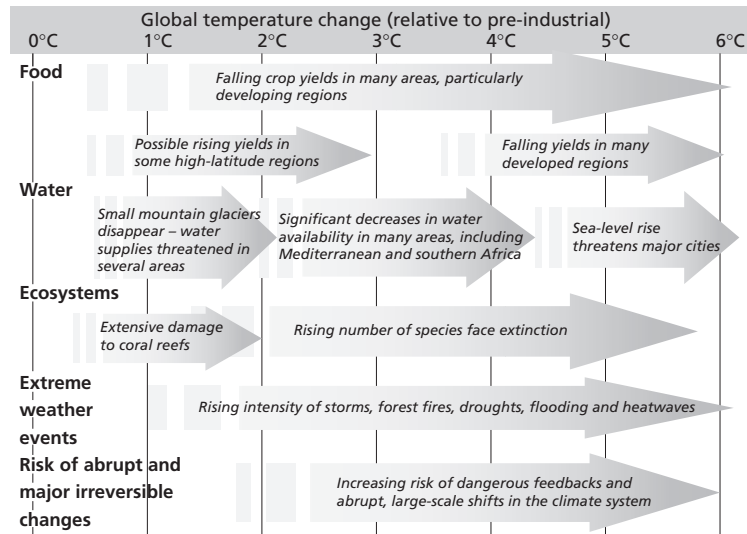 Global temperature change (relative to pre-industrial)
0°C 1°C 2°C 3°C 4°C 5°C 6°C
Food
Falling crop yields in many areas, particularly
developing regions
Possible rising yields in
some high-latitude regions
Falling yields in many
developed regions
Water
Small mountain glaciers
disappear – water
supplies threatened in
several areas
Significant decreases in water
availability in many areas, including
Mediterranean and southern Africa
Sea-level rise
threatens major cities
Ecosystems
Extensive damage
to coral reefs
Rising number of species face extinction
Extreme
weather
events
Rising intensity of storms, forest fires, droughts, flooding and heatwaves
Risk of abrupt and
major irreversible
changes
Increasing risk of dangerous feedbacks and
abrupt, large-scale shifts in the climate system